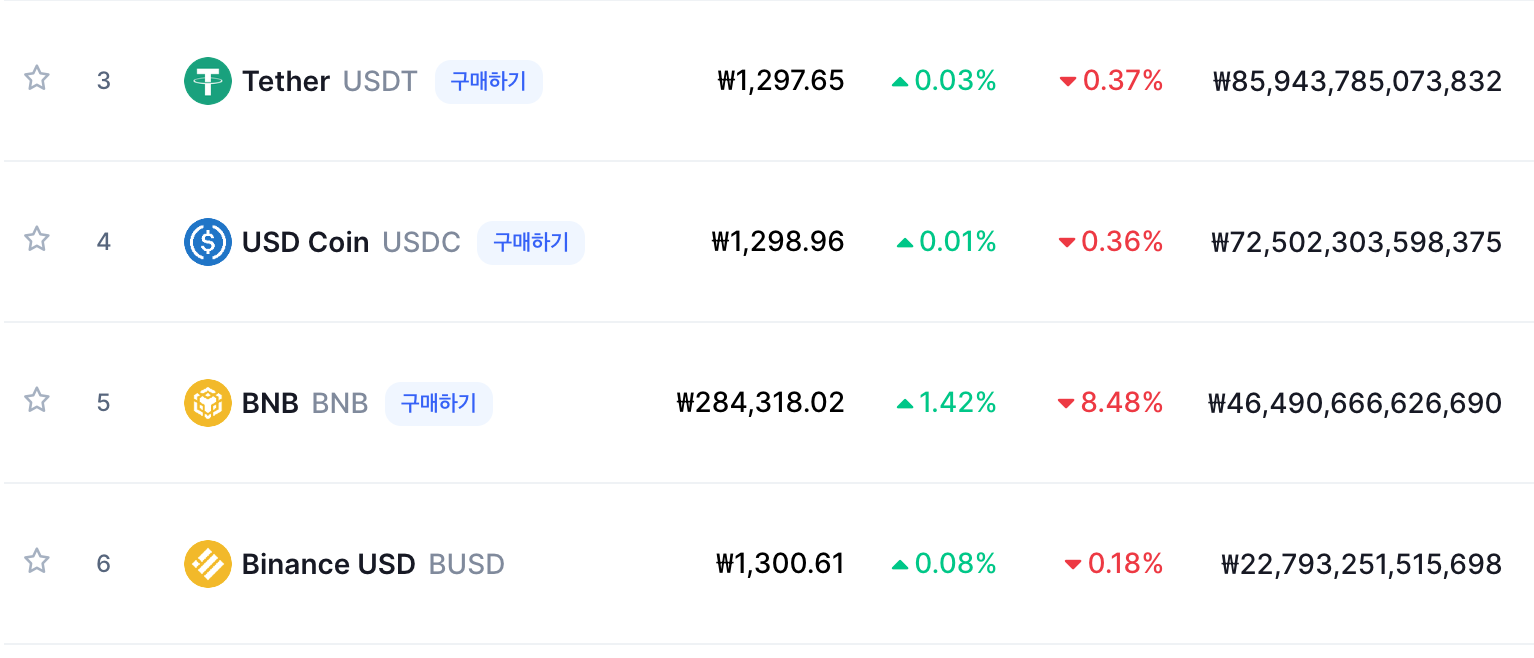 3 Tether USDT 구매하기 ₩1,297.65 0.03% 0.37% ₩85,943,785,073,832
4 USD Coin USDC 구매하기 ₩1,298.96 0.01% 0.36% ₩72,502,303,598,375
5 BNB BNB 구매하기 ₩284,318.02 1.42% 8.48% ₩46,490,666,626,690
6 Binance USD BUSD ₩1,300.61 0.08% 0.18% ₩22,793,251,515,698